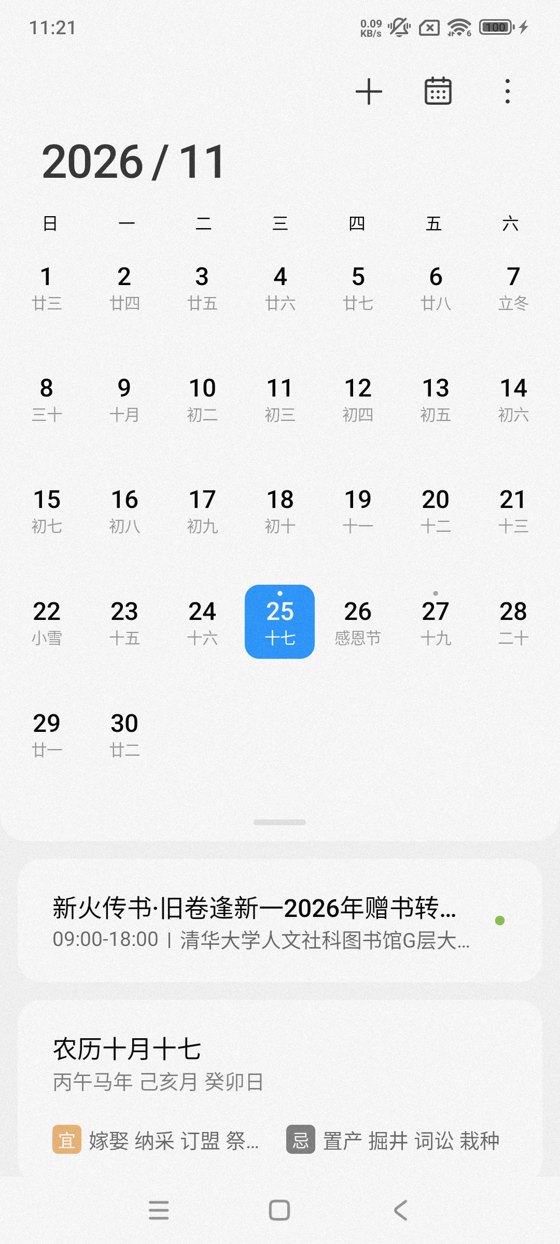 11:21
0.09 KB/s
6
100
2026 / 11
日 一 二 三 四 五 六
1 2 3 4 5 6 7
廿三 廿四 廿五 廿六 廿七 廿八 立冬
8 9 10 11 12 13 14
三十 十月 初二 初三 初四 初五 初六
15 16 17 18 19 20 21
初七 初八 初九 初十 十一 十二 十三
22 23 24 25 26 27 28
小雪 十五 十六 十七 感恩节 十九 二十
29 30
廿一 廿二
新火传书·旧卷逢新一2026年赠书转…
09:00-18:00 | 清华大学人文社科图书馆G层大…
农历十月十七
丙午马年 己亥月 癸卯日
宜 嫁娶 纳采 订盟 祭… 忌 置产 掘井 词讼 栽种